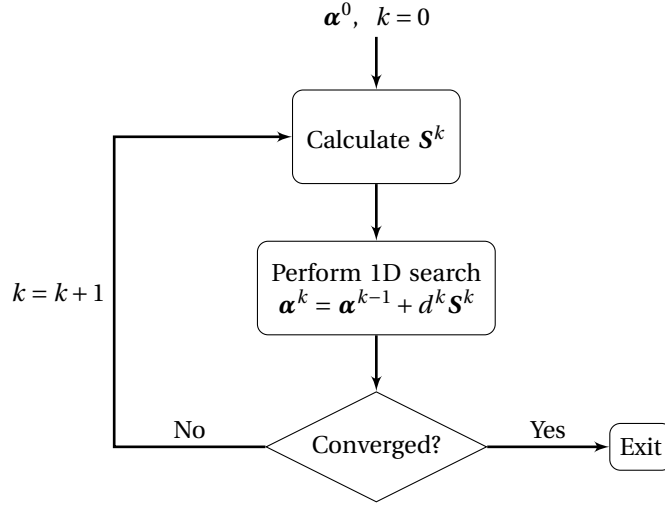 𝜶⁰, k = 0
Calculate 𝑺ᵏ
Perform 1D search
𝜶ᵏ = 𝜶ᵏ⁻¹ + dᵏ𝑺ᵏ
k = k + 1
No
Converged?
Yes
Exit